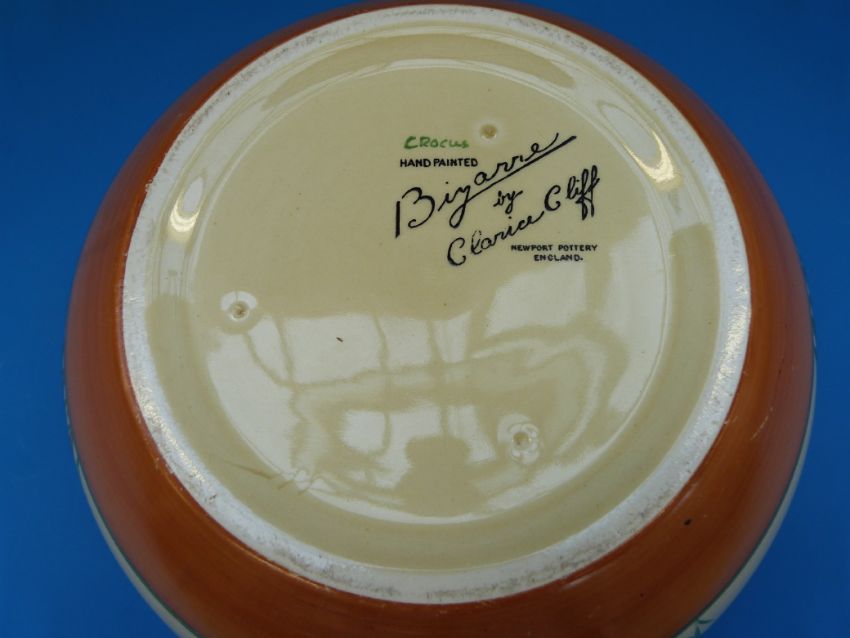 CROCUS
HAND PAINTED
Bizarre
by
Clarice Cliff
NEWPORT POTTERY
ENGLAND.